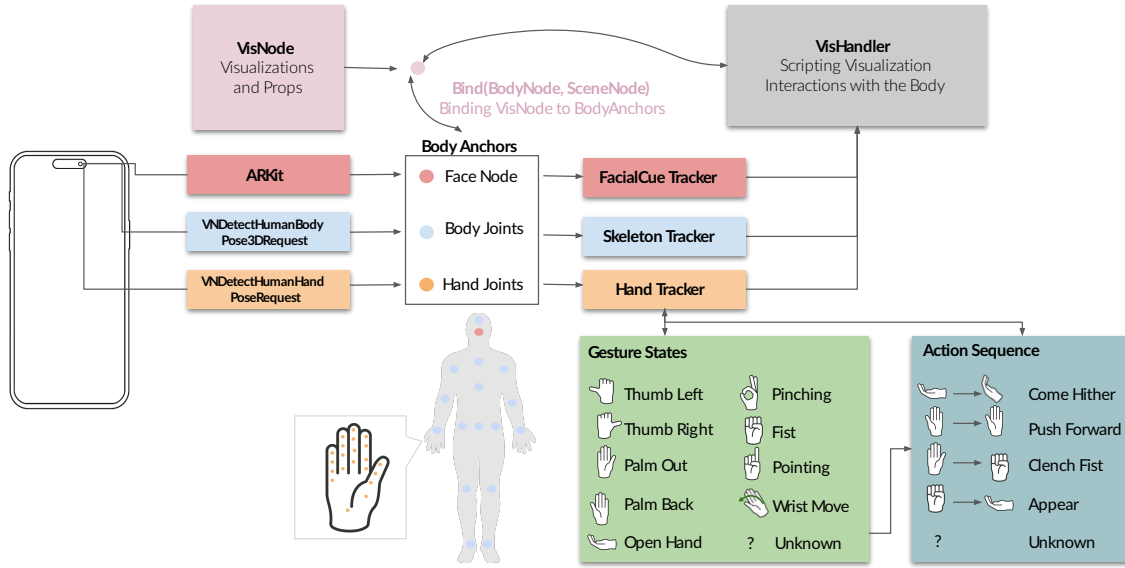 VisNode
Visualizations
and Props
VisHandler
Scripting Visualization
Interactions with the Body
Bind(BodyNode, SceneNode)
Binding VisNode to BodyAnchors
Body Anchors
ARKit
Face Node
FacialCue Tracker
VNDetectHumanBody
Pose3DRequest
Body Joints
Skeleton Tracker
VNDetectHumanHand
PoseRequest
Hand Joints
Hand Tracker
Gesture States
Thumb Left
Pinching
Thumb Right
Fist
Palm Out
Pointing
Palm Back
Wrist Move
Open Hand
? Unknown
Action Sequence
Come Hither
Push Forward
Clench Fist
Appear
? Unknown